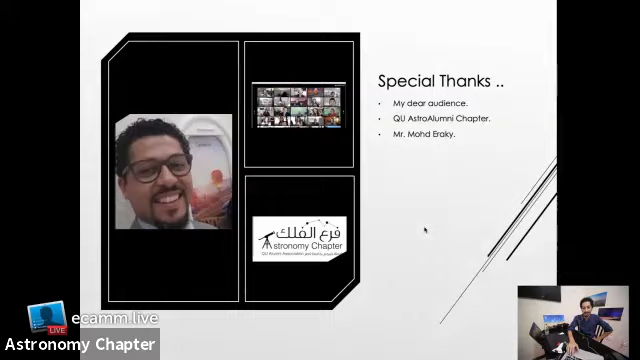 Special Thanks ..
My dear audience.
QU AstroAlumni Chapter.
Mr. Mohd Eraky.
فرع الفلك
Astronomy Chapter
ecamm.live
LIVE
Astronomy Chapter